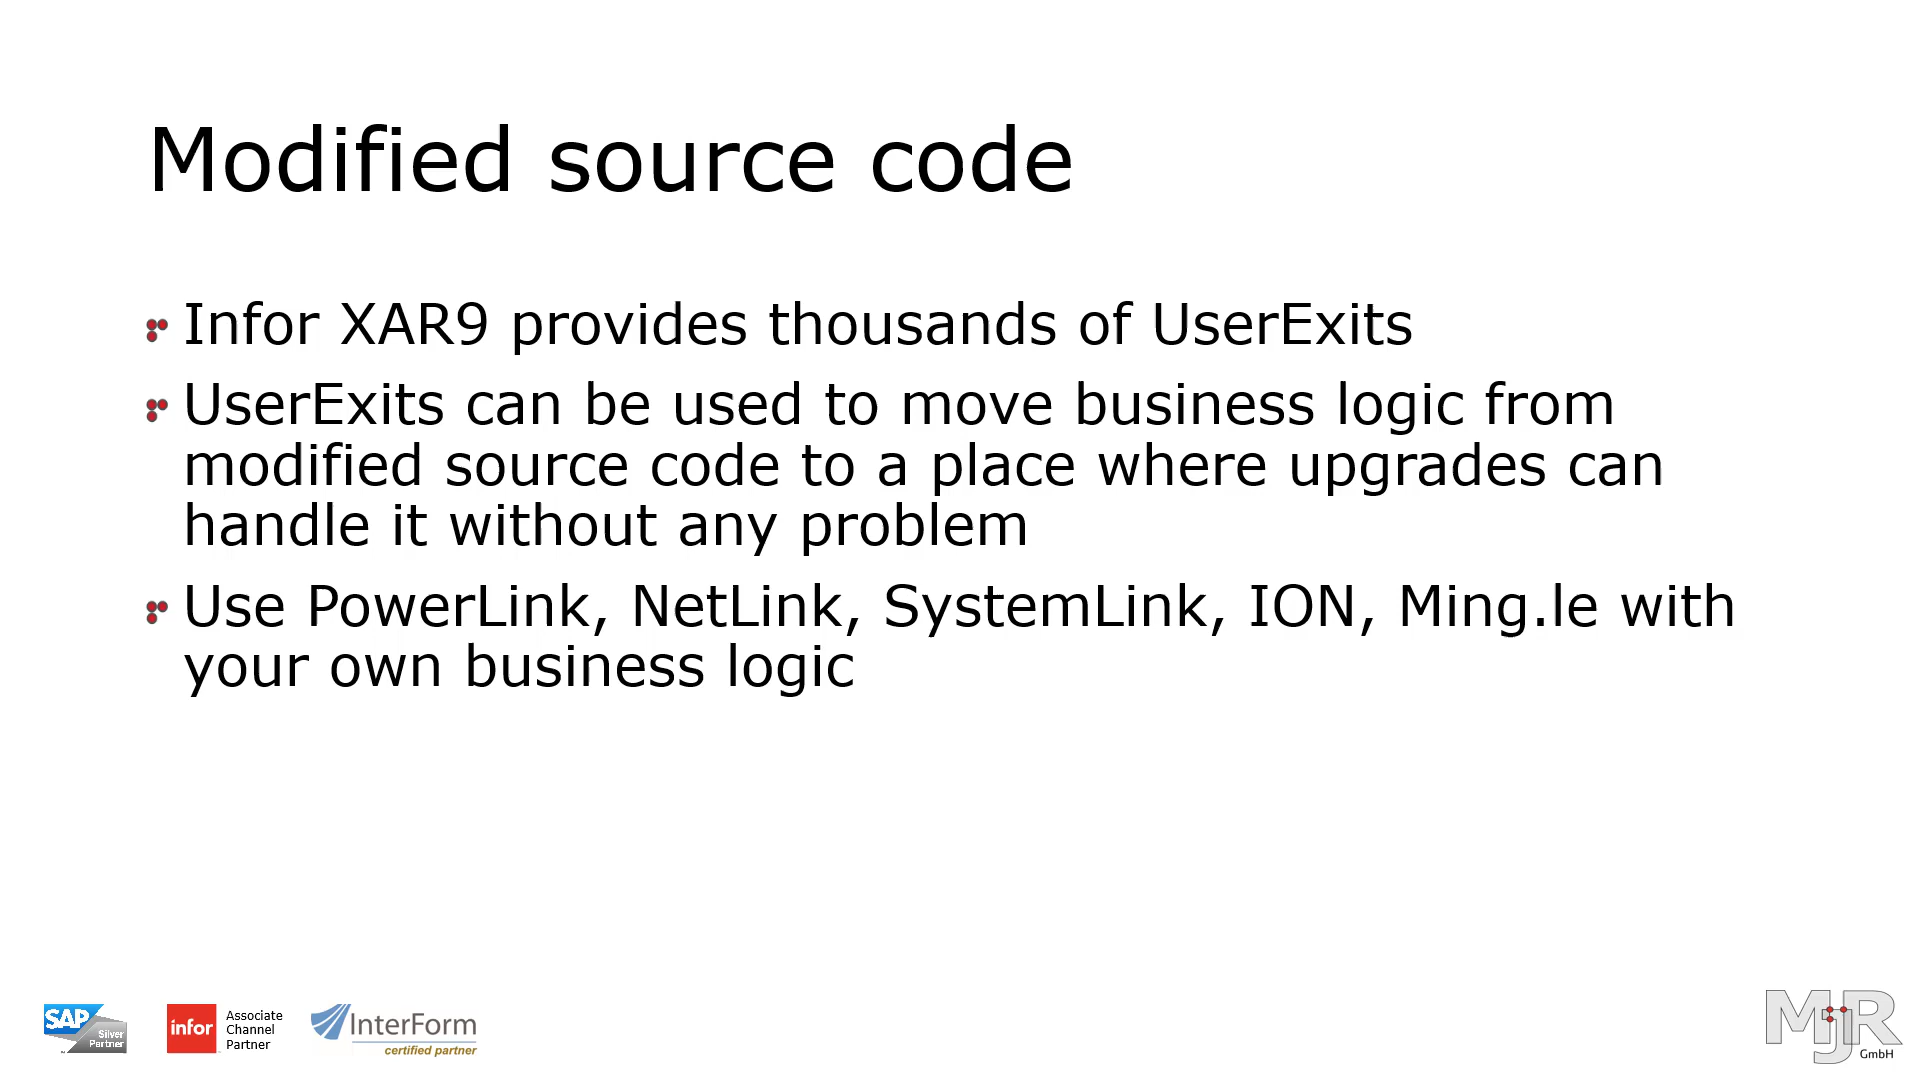 Modified source code
Infor XAR9 provides thousands of UserExits
UserExits can be used to move business logic from
modified source code to a place where upgrades can
handle it without any problem
Use PowerLink, NetLink, SystemLink, ION, Ming.le with
your own business logic
SAP
Silver
Partner
infor
Associate
Channel
Partner
InterForm
certified partner
MJR
GmbH